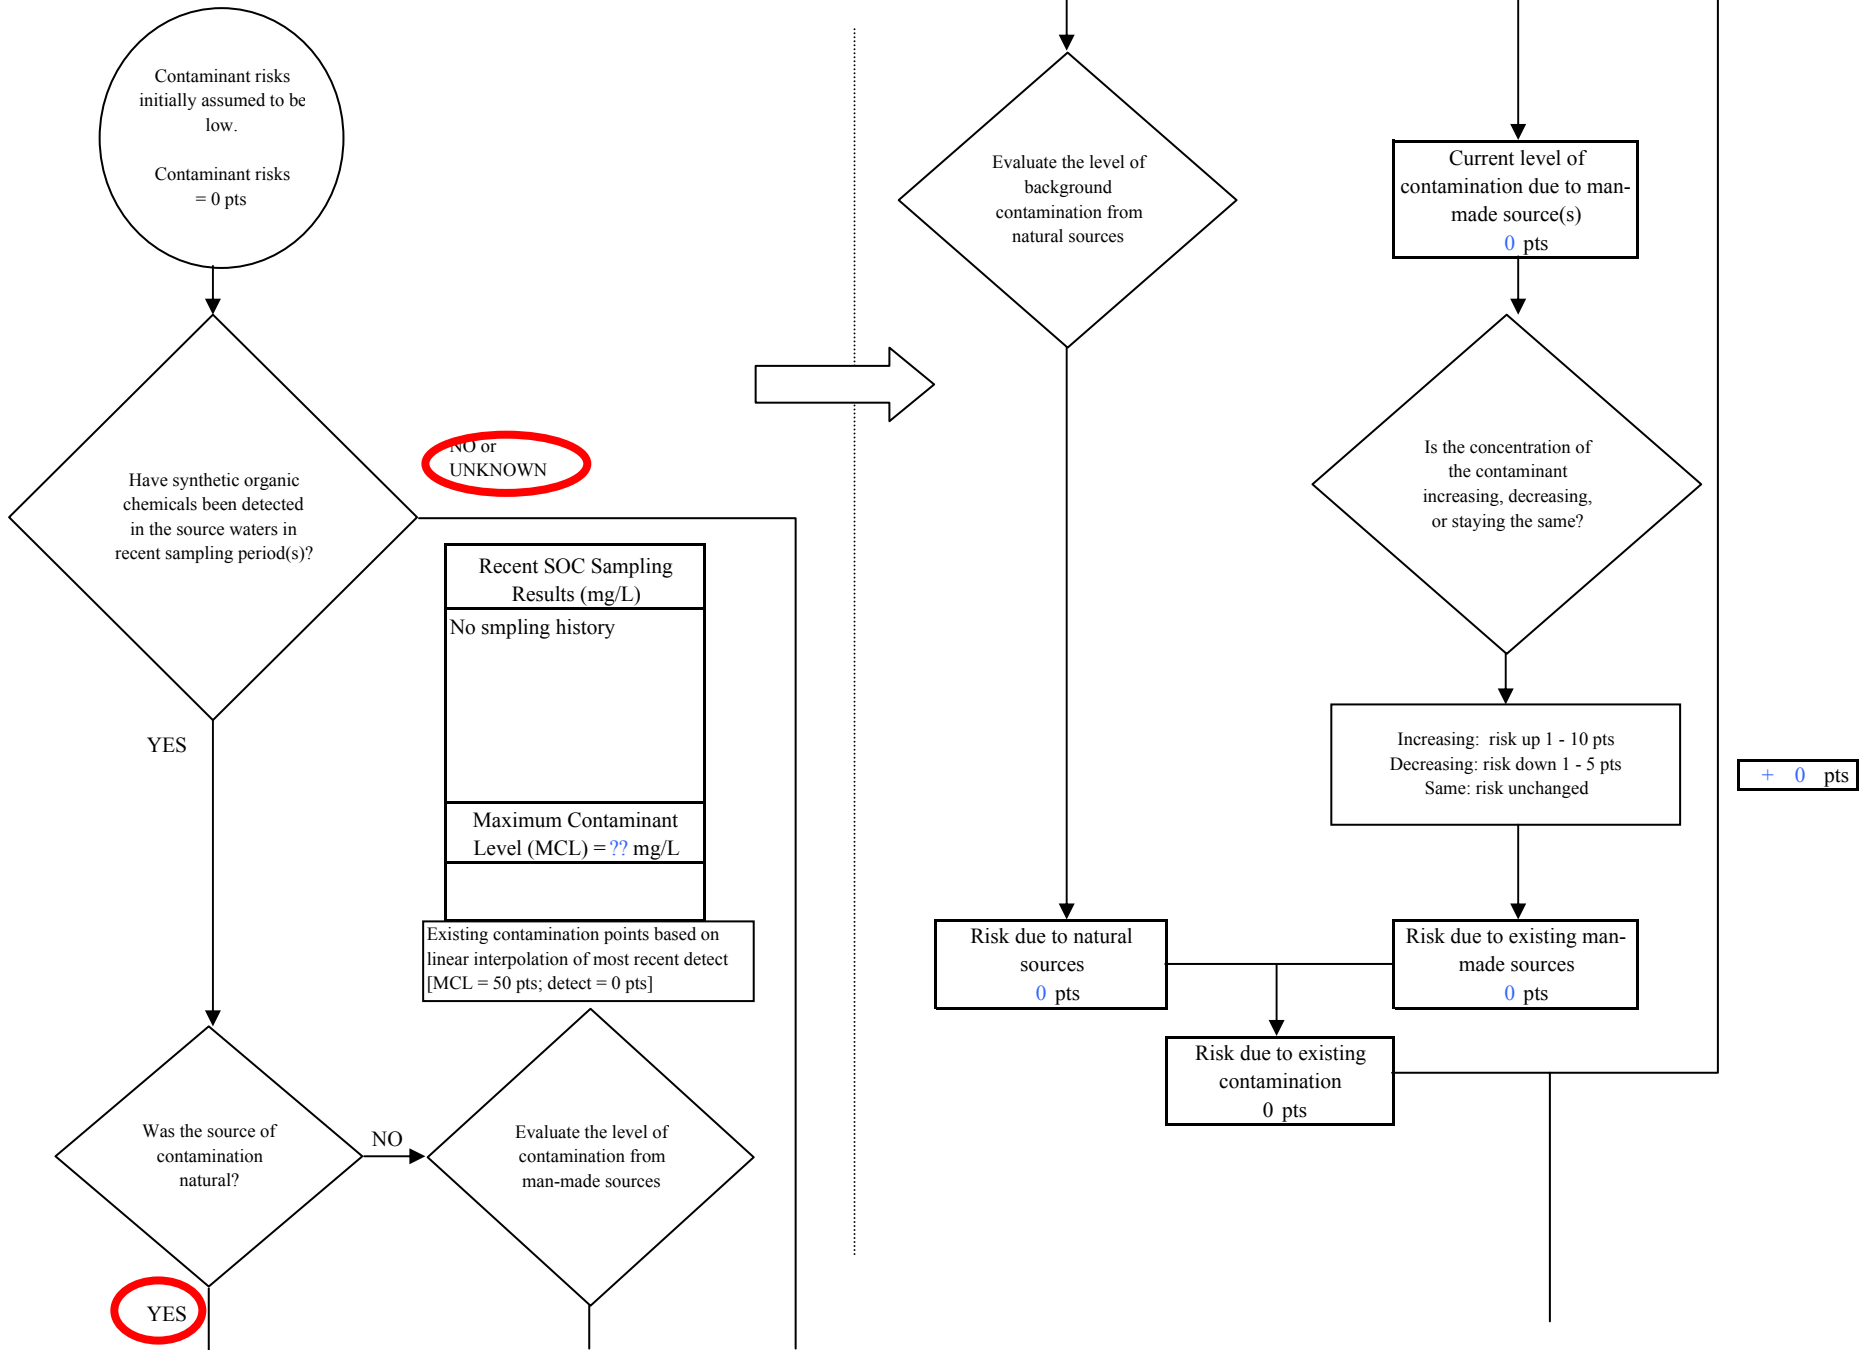 Contaminant risks
initially assumed to be
low.
Contaminant risks
= 0 pts
Have synthetic organic
chemicals been detected
in the source waters in
recent sampling period(s)?
NO or
UNKNOWN
YES
Recent SOC Sampling
Results (mg/L)
No smpling history
Maximum Contaminant
Level (MCL) = ?? mg/L
Existing contamination points based on
linear interpolation of most recent detect
[MCL = 50 pts; detect = 0 pts]
Was the source of
contamination
natural?
NO
Evaluate the level of
contamination from
man-made sources
YES
Evaluate the level of
background
contamination from
natural sources
Current level of
contamination due to man-
made source(s)
0 pts
Is the concentration of
the contaminant
increasing, decreasing,
or staying the same?
Increasing: risk up 1 - 10 pts
Decreasing: risk down 1 - 5 pts
Same: risk unchanged
+ 0 pts
Risk due to natural
sources
0 pts
Risk due to existing man-
made sources
0 pts
Risk due to existing
contamination
0 pts